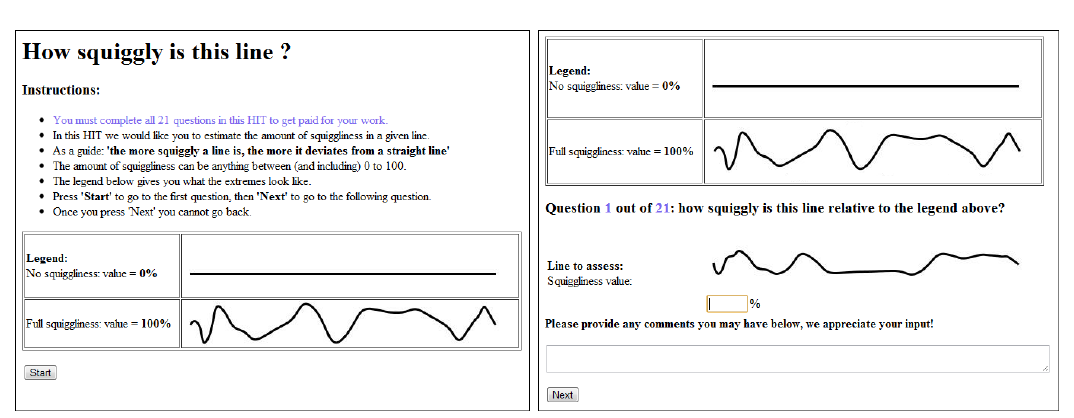 How squiggly is this line ?
Instructions:
You must complete all 21 questions in this HIT to get paid for your work.
In this HIT we would like you to estimate the amount of squiggliness in a given line.
As a guide: 'the more squiggly a line is, the more it deviates from a straight line'
The amount of squiggliness can be anything between (and including) 0 to 100.
The legend below gives you what the extremes look like.
Press 'Start' to go to the first question, then 'Next' to go to the following question.
Once you press 'Next' you cannot go back.
Legend:
No squiggliness: value = 0%
Full squiggliness: value = 100%
Start
Legend:
No squiggliness: value = 0%
Full squiggliness: value = 100%
Question 1 out of 21: how squiggly is this line relative to the legend above?
Line to assess:
Squiggliness value:
%
Please provide any comments you may have below, we appreciate your input!
Next